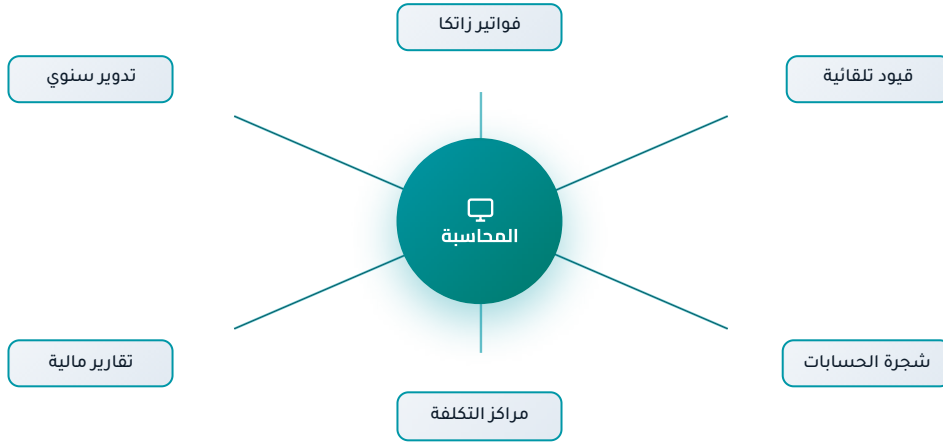 فواتير زاتكا
قيود تلقائية
تدوير سنوي
المحاسبة
شجرة الحسابات
تقارير مالية
مراكز التكلفة